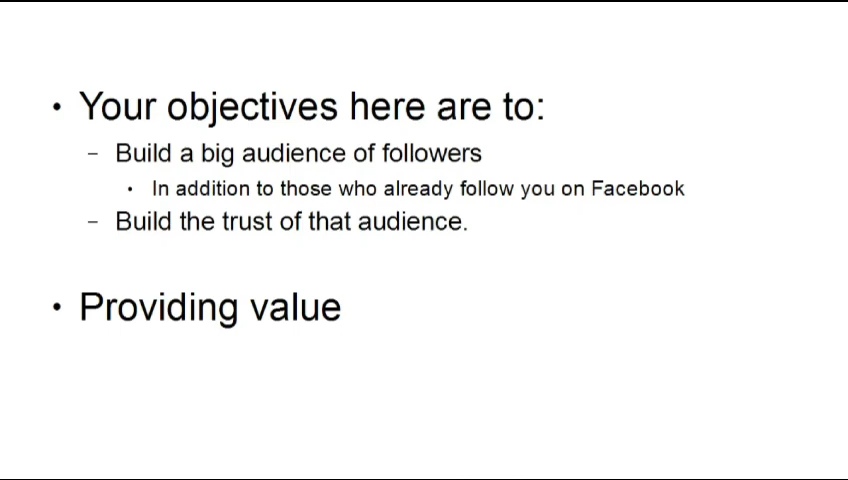 • Your objectives here are to:
– Build a big audience of followers
• In addition to those who already follow you on Facebook
– Build the trust of that audience.
• Providing value